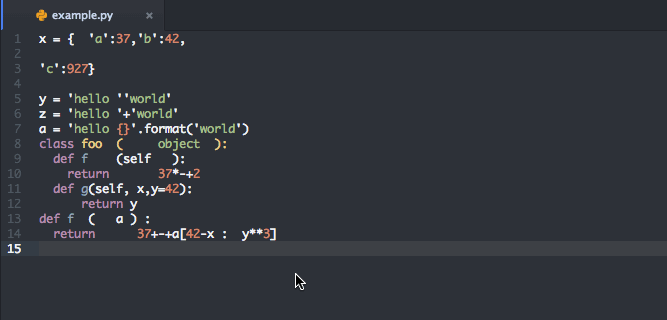 example.py ×
1 x = {  'a':37,'b':42,
2
3 'c':927}
4
5 y = 'hello ''world'
6 z = 'hello '+'world'
7 a = 'hello {}'.format('world')
8 class foo  (     object  ):
9   def f    (self   ):
10     return       37*-+2
11   def g(self, x,y=42):
12       return y
13 def f  (   a ) :
14   return      37+-+a[42-x :  y**3]
15